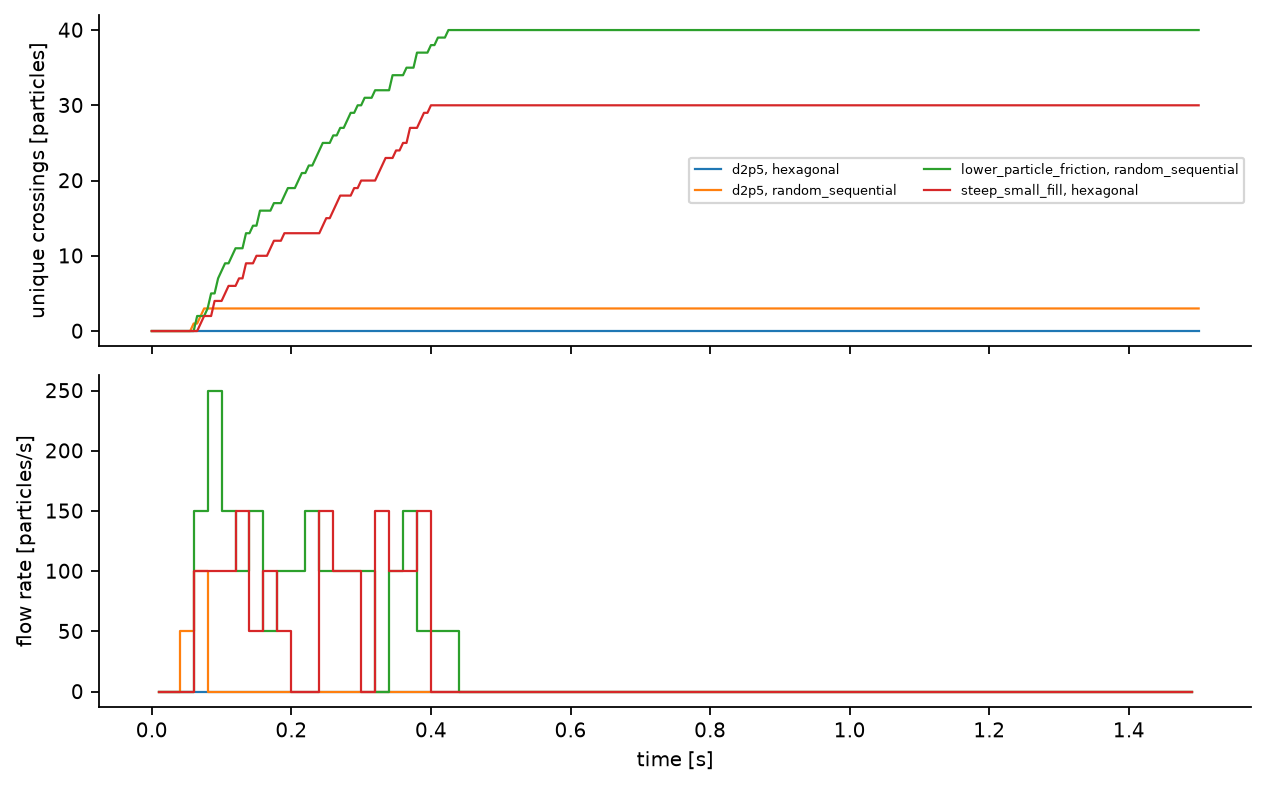 unique crossings [particles]
40
30
20
10
0
d2p5, hexagonal
d2p5, random_sequential
lower_particle_friction, random_sequential
steep_small_fill, hexagonal
flow rate [particles/s]
250
200
150
100
50
0
0.0 0.2 0.4 0.6 0.8 1.0 1.2 1.4
time [s]